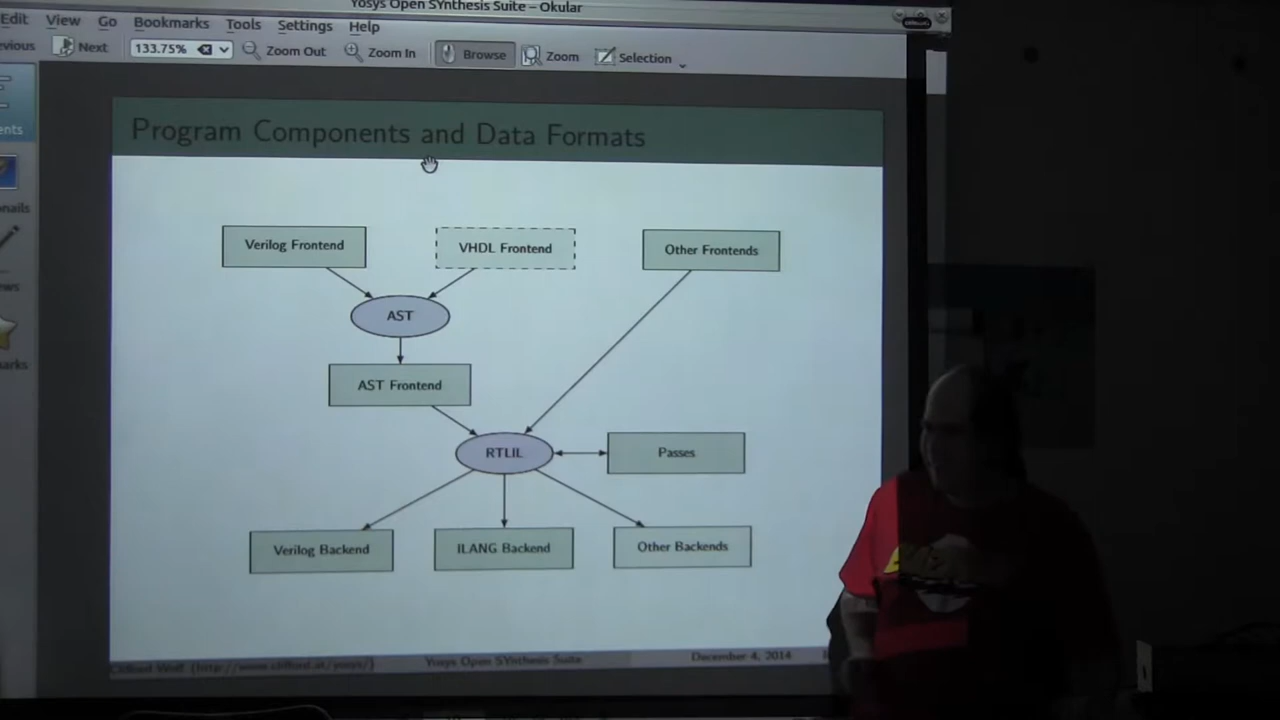 Yosys Open SYnthesis Suite – Okular
Edit View Go Bookmarks Tools Settings Help
Next 133.75% Zoom Out Zoom In Browse Zoom Selection
Program Components and Data Formats
Verilog Frontend
VHDL Frontend
Other Frontends
AST
AST Frontend
RTLIL
Passes
Verilog Backend
ILANG Backend
Other Backends
Clifford Wolf (http://www.clifford.at/yosys/) Yosys Open SYnthesis Suite December 4, 2014